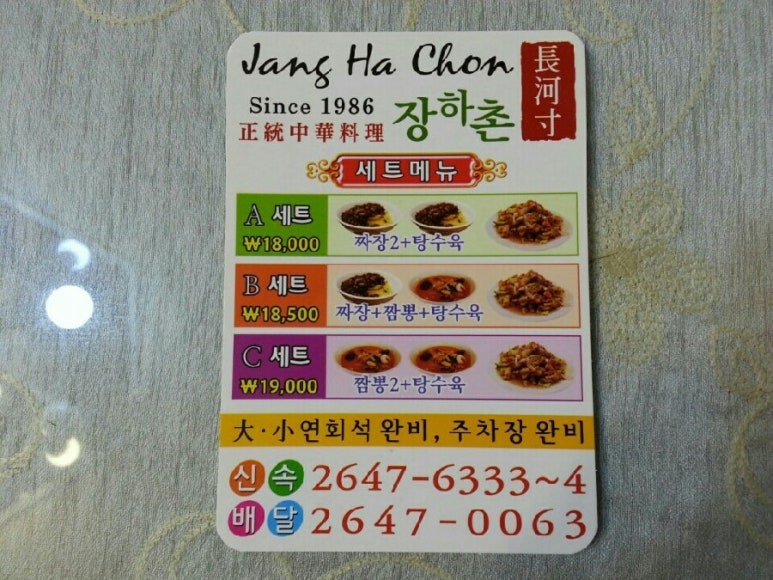 Jang Ha Chon
長河寸
Since 1986
正統中華料理
장하촌
세트메뉴
A 세트
₩18,000
짜장2+탕수육
B 세트
₩18,500
짜장+짬뽕+탕수육
C 세트
₩19,000
짬뽕2+탕수육
大·小연회석 완비, 주차장 완비
신속 2647-6333~4
배달 2647-0063